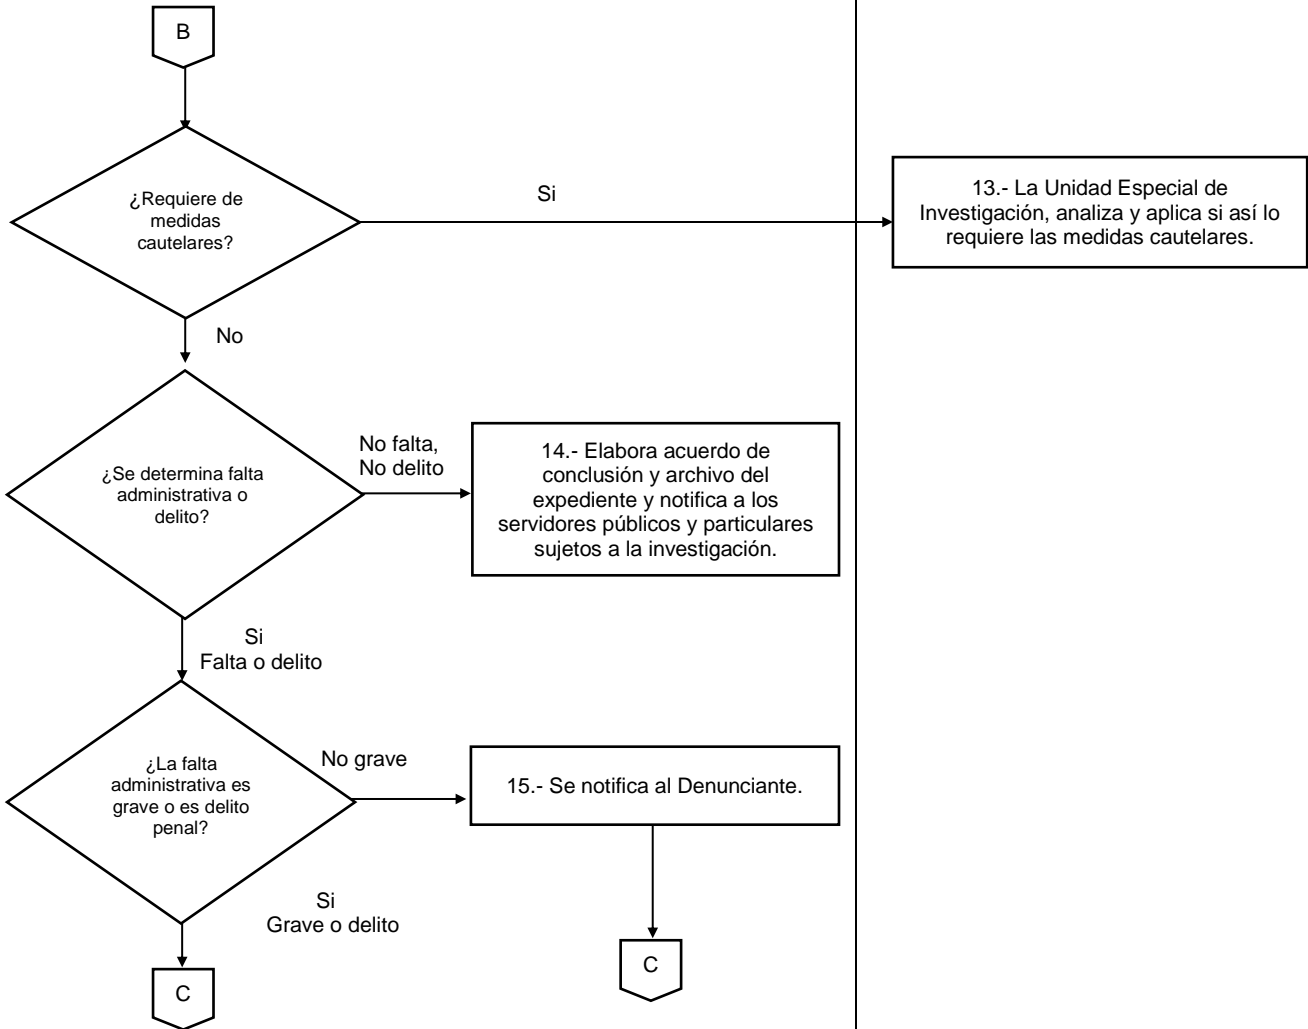 B
¿Requiere de
medidas
cautelares?
Si
13.- La Unidad Especial de
Investigación, analiza y aplica si así lo
requiere las medidas cautelares.
No
¿Se determina falta
administrativa o
delito?
No falta,
No delito
14.- Elabora acuerdo de
conclusión y archivo del
expediente y notifica a los
servidores públicos y particulares
sujetos a la investigación.
Si
Falta o delito
¿La falta
administrativa es
grave o es delito
penal?
No grave
15.- Se notifica al Denunciante.
Si
Grave o delito
C
C